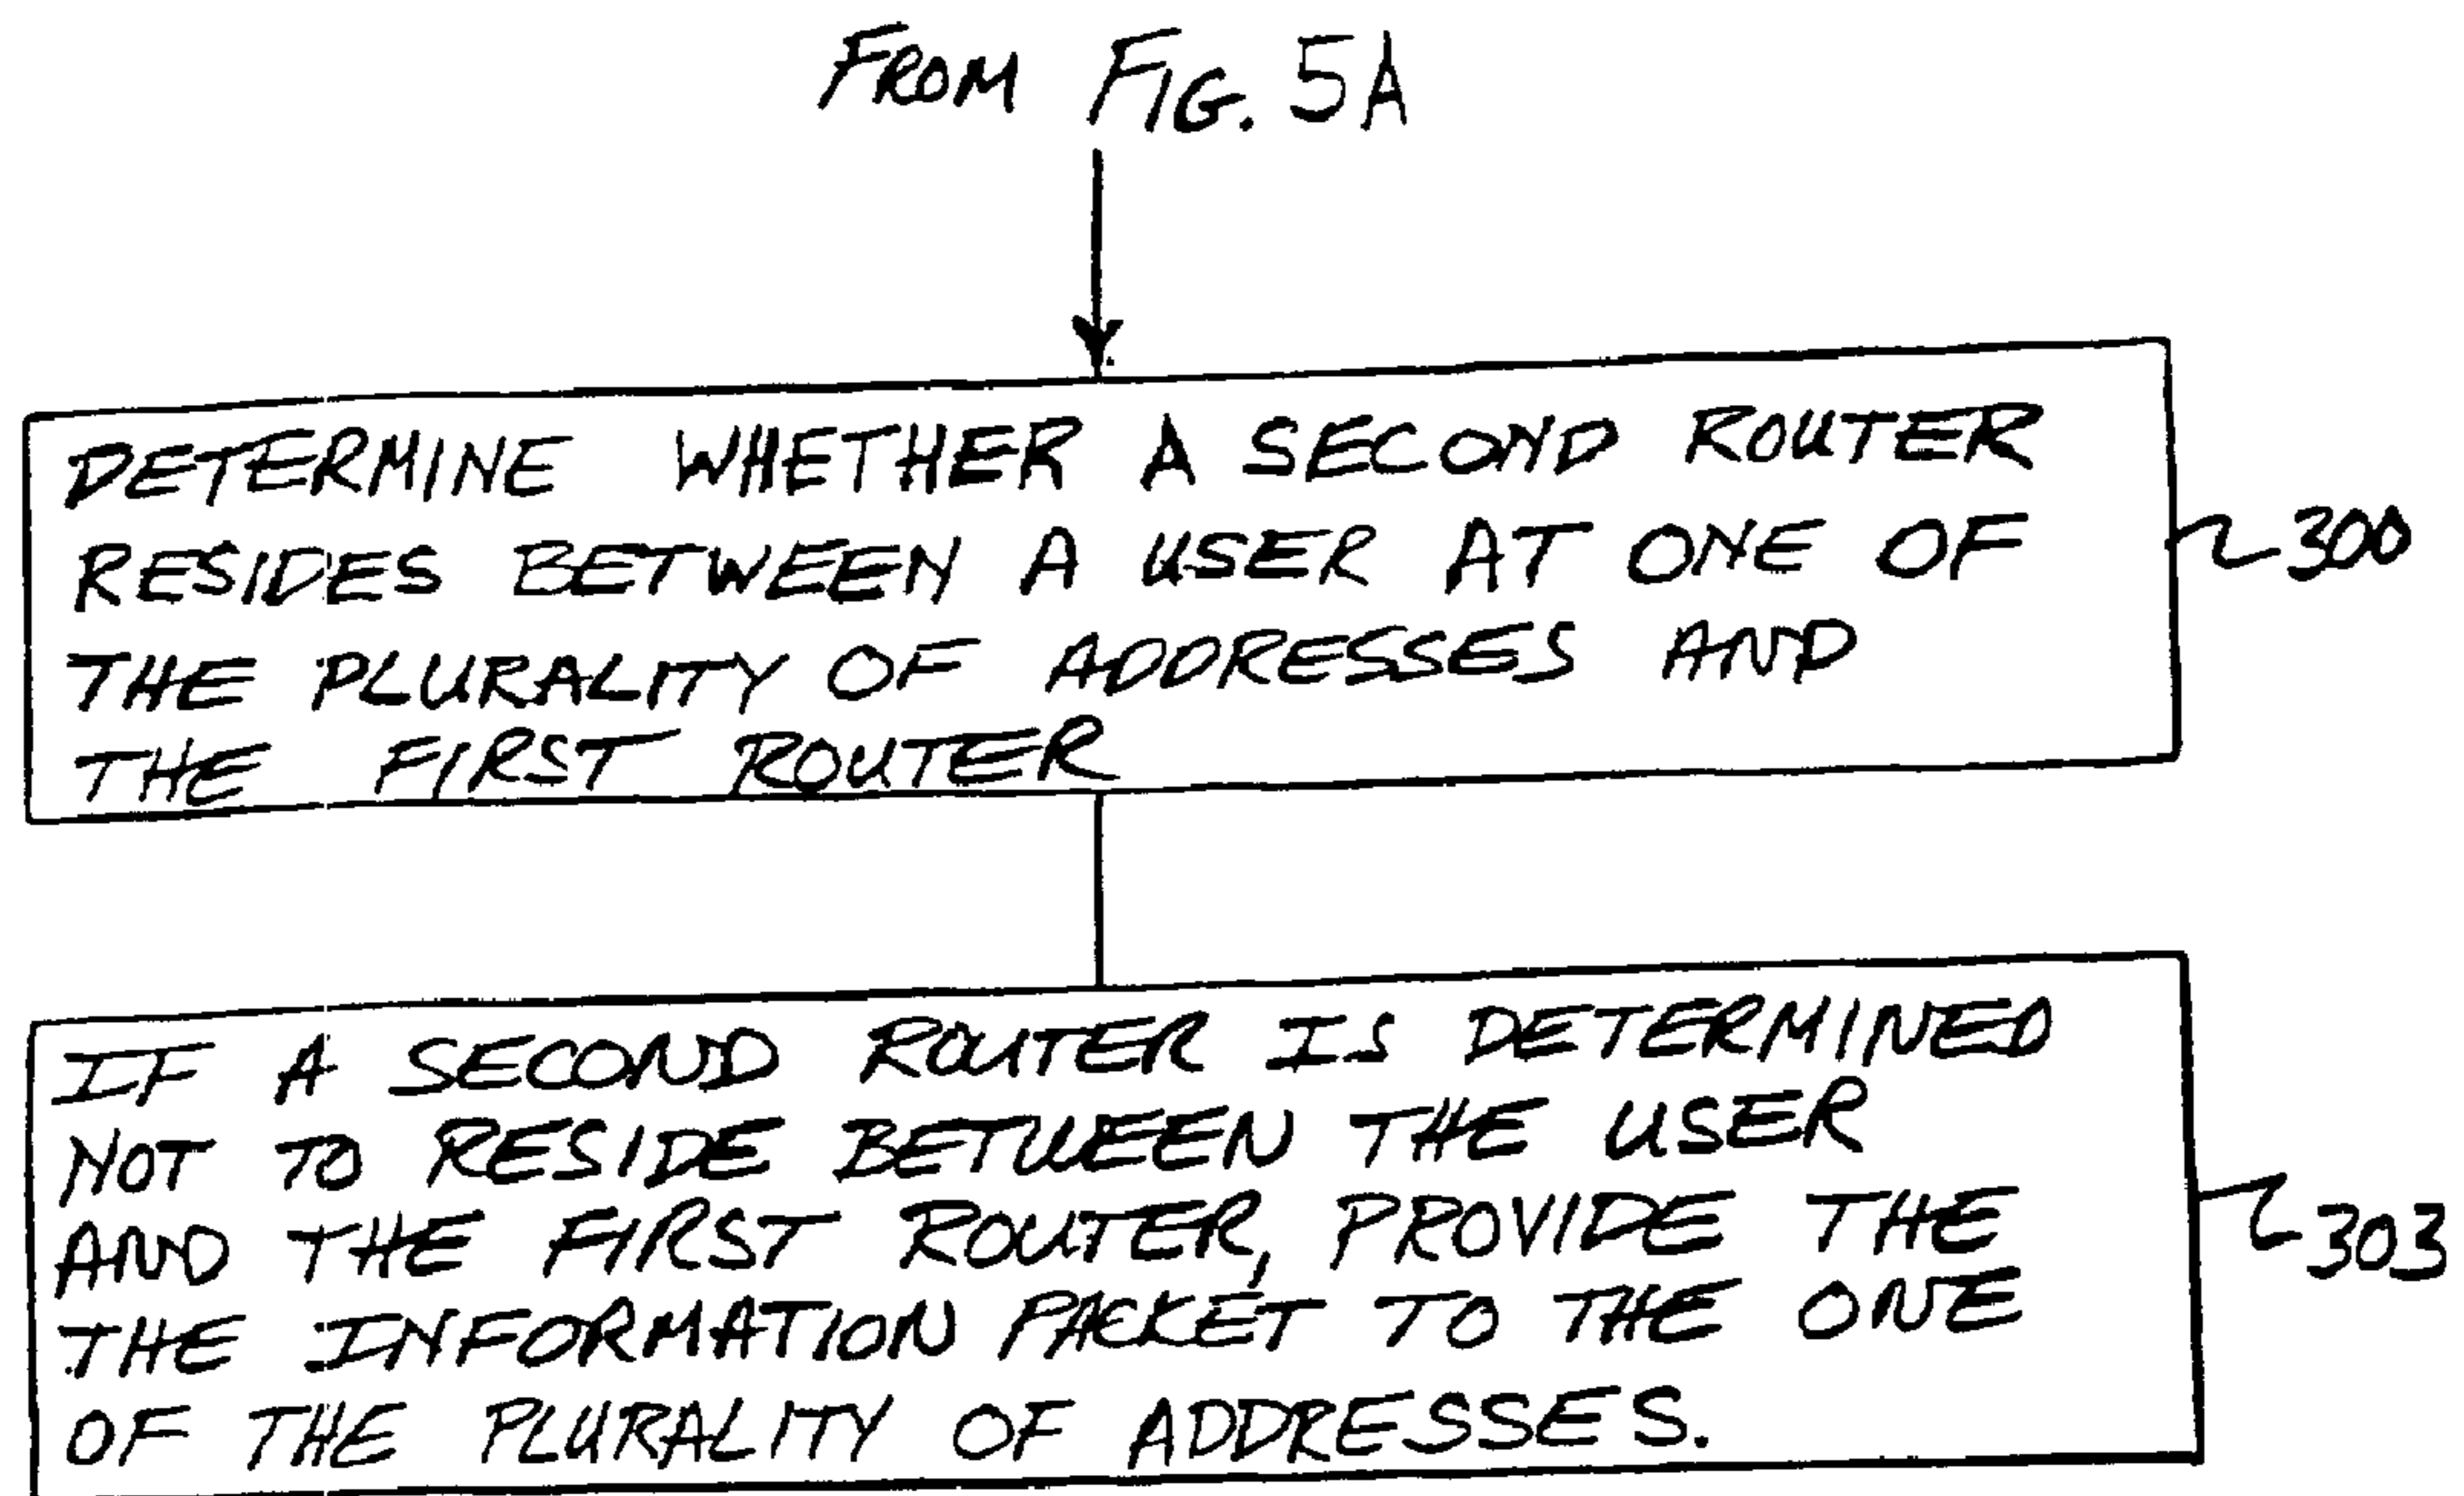 FROM FIG. 5A
DETERMINE WHETHER A SECOND ROUTER
RESIDES BETWEEN A USER AT ONE OF
THE PLURALITY OF ADDRESSES AND
THE FIRST ROUTER
300
IF A SECOND ROUTER IS DETERMINED
NOT TO RESIDE BETWEEN THE USER
AND THE FIRST ROUTER, PROVIDE THE
THE INFORMATION PACKET TO THE ONE
OF THE PLURALITY OF ADDRESSES.
303